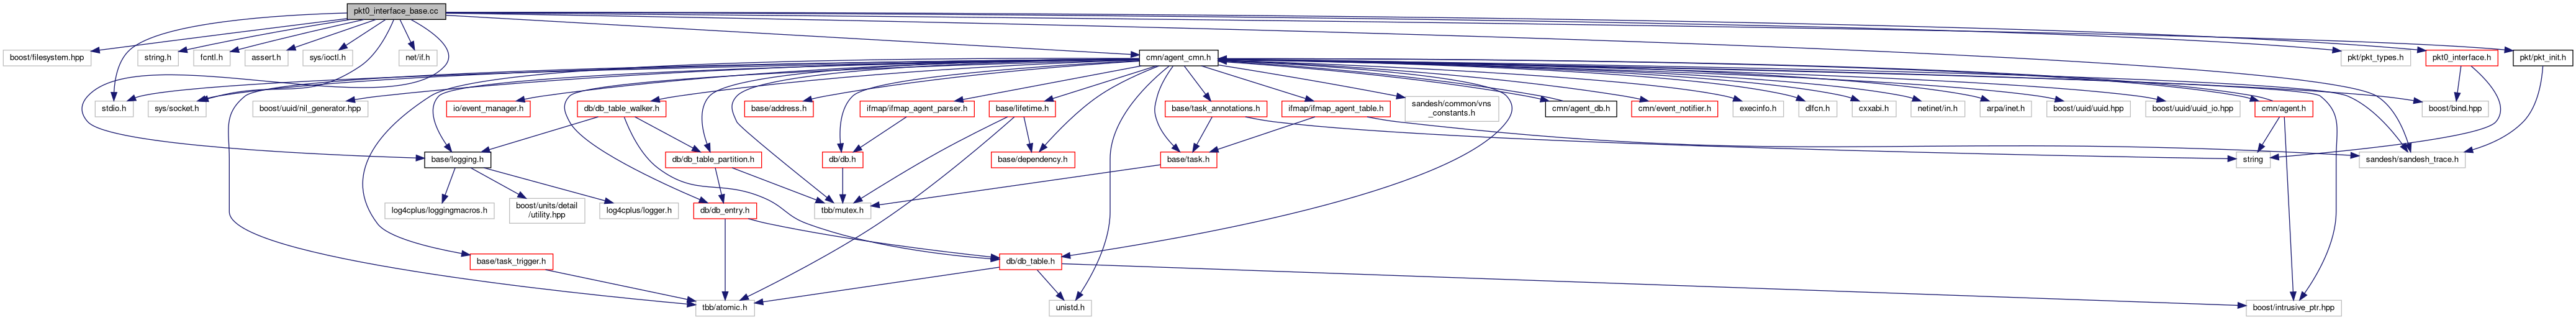 pkt0_interface_base.cc
boost/filesystem.hpp
string.h
fcntl.h
assert.h
sys/ioctl.h
net/if.h
cmn/agent_cmn.h
pkt/pkt_types.h
pkt0_interface.h
pkt/pkt_init.h
stdio.h
sys/socket.h
boost/uuid/nil_generator.hpp
io/event_manager.h
db/db_table_walker.h
base/address.h
ifmap/ifmap_agent_parser.h
base/lifetime.h
base/task_annotations.h
ifmap/ifmap_agent_table.h
sandesh/common/vns
_constants.h
cmn/agent_db.h
cmn/event_notifier.h
execinfo.h
dlfcn.h
cxxabi.h
netinet/in.h
arpa/inet.h
boost/uuid/uuid.hpp
boost/uuid/uuid_io.hpp
cmn/agent.h
boost/bind.hpp
base/logging.h
db/db_table_partition.h
db/db.h
base/dependency.h
base/task.h
string
sandesh/sandesh_trace.h
log4cplus/loggingmacros.h
boost/units/detail
/utility.hpp
log4cplus/logger.h
db/db_entry.h
tbb/mutex.h
base/task_trigger.h
db/db_table.h
tbb/atomic.h
unistd.h
boost/intrusive_ptr.hpp